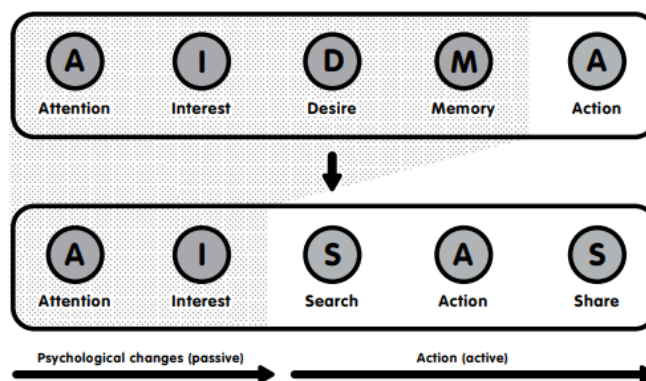 A I D M A
Attention Interest Desire Memory Action
A I S A S
Attention Interest Search Action Share
Psychological changes (passive) Action (active)